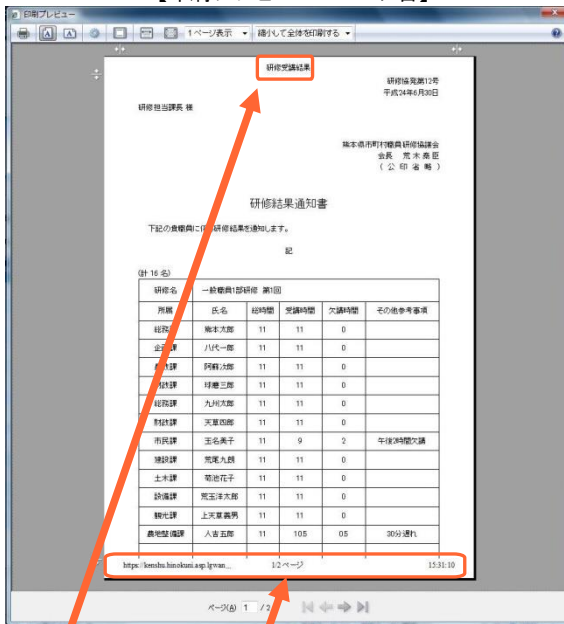 印刷プレビュー
1ページ表示 縮小して全体を印刷する
研修受講結果
研修協発第12号
平成24年6月30日
研修担当課長 様
熊本県市町村職員研修協議会
会長 荒木泰臣
(公印省略)
研修結果通知書
下記の貴職員に 研修結果を通知します。
記
(計 16 名)
研修名 一般職員1部研修 第1回
所属 氏名 総時間 受講時間 欠講時間 その他参考事項
総務課 熊本太郎 11 11 0
企画課 八代一郎 11 11 0
阿蘇次郎 11 11 0
財政課 球磨三郎 11 11 0
総務課 九州太郎 11 11 0
財政課 天草四郎 11 11 0
市民課 玉名美子 11 9 2 午後2時間欠講
建設課 荒尾九朗 11 11 0
土木課 菊池花子 11 11 0
設備課 荒玉洋太郎 11 11 0
観光課 上天草義男 11 11 0
農地整備課 人吉五郎 11 10.5 0.5 30分遅れ
https://kenshu.hinokuni.asp.lgwan... 1/2 ページ 15:31:10
ページ(A) 1 / 2